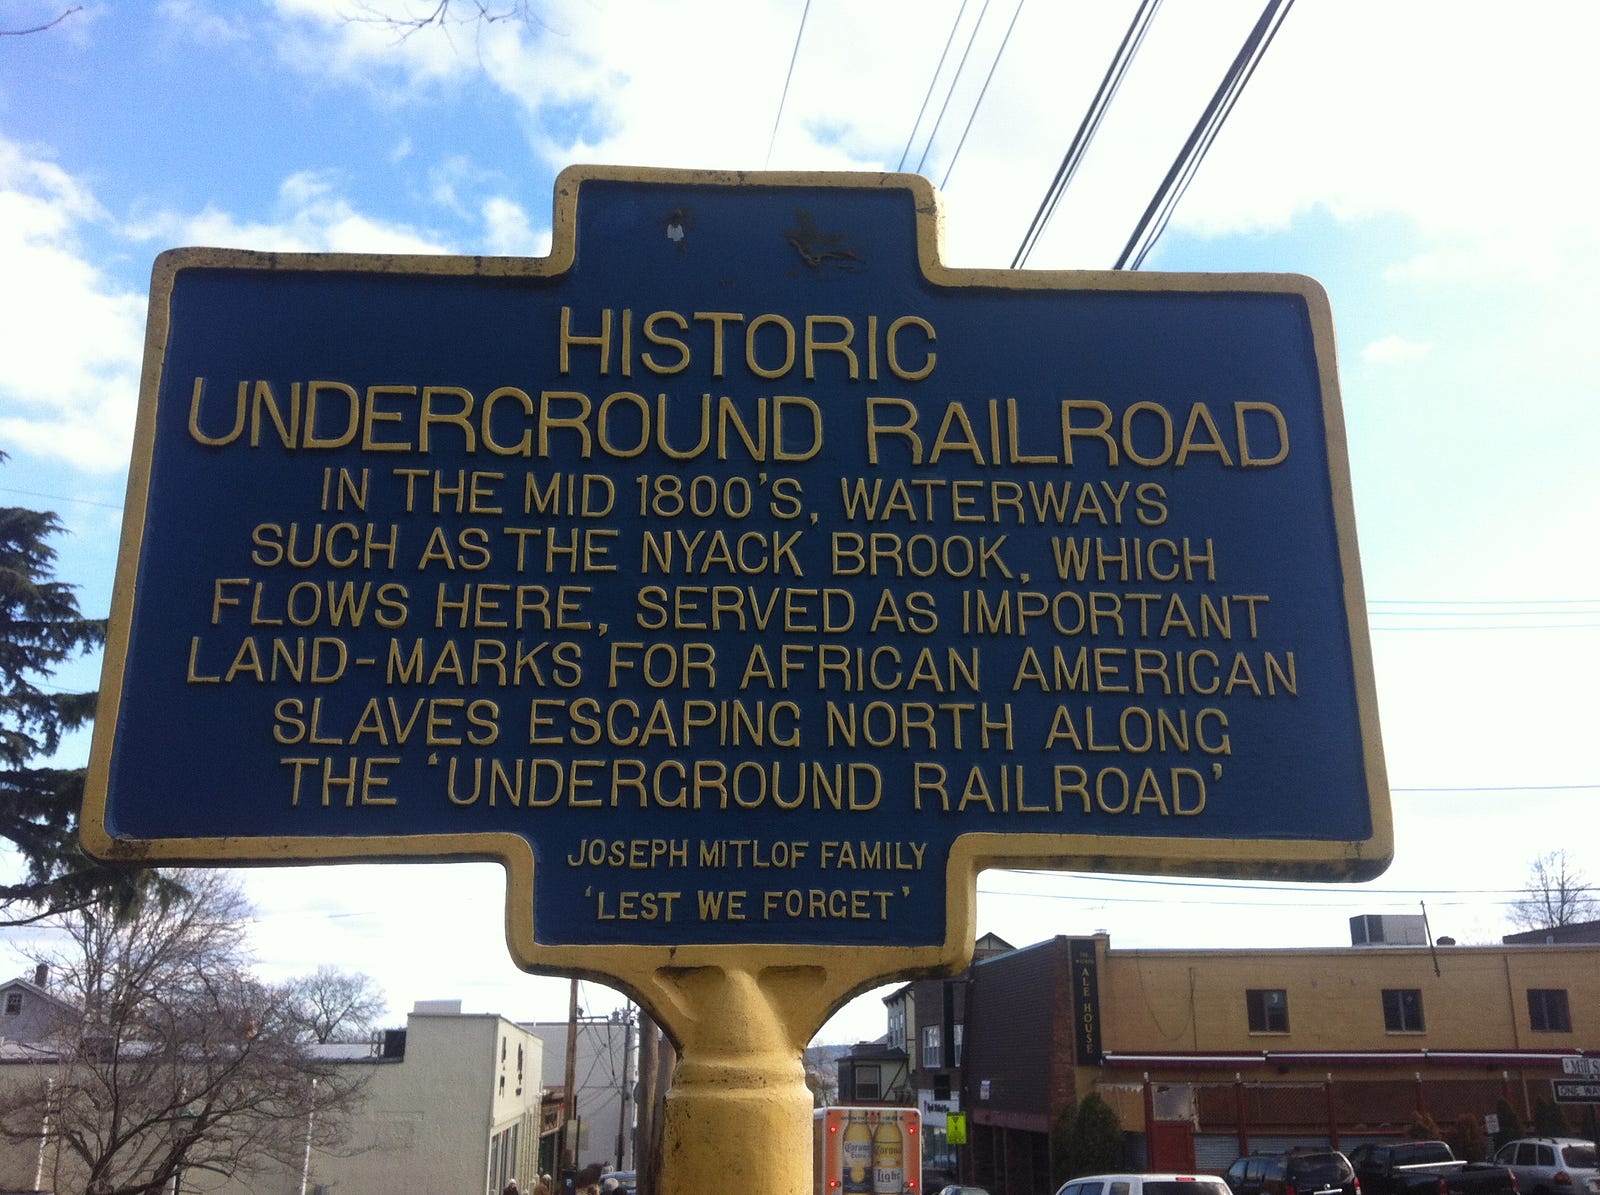 HISTORIC
UNDERGROUND RAILROAD
IN THE MID 1800'S, WATERWAYS
SUCH AS THE NYACK BROOK, WHICH
FLOWS HERE, SERVED AS IMPORTANT
LAND-MARKS FOR AFRICAN AMERICAN
SLAVES ESCAPING NORTH ALONG
THE 'UNDERGROUND RAILROAD'
JOSEPH MITLOF FAMILY
'LEST WE FORGET'
ALE HOUSE
Mill
ONE
Corona
Corona
Light